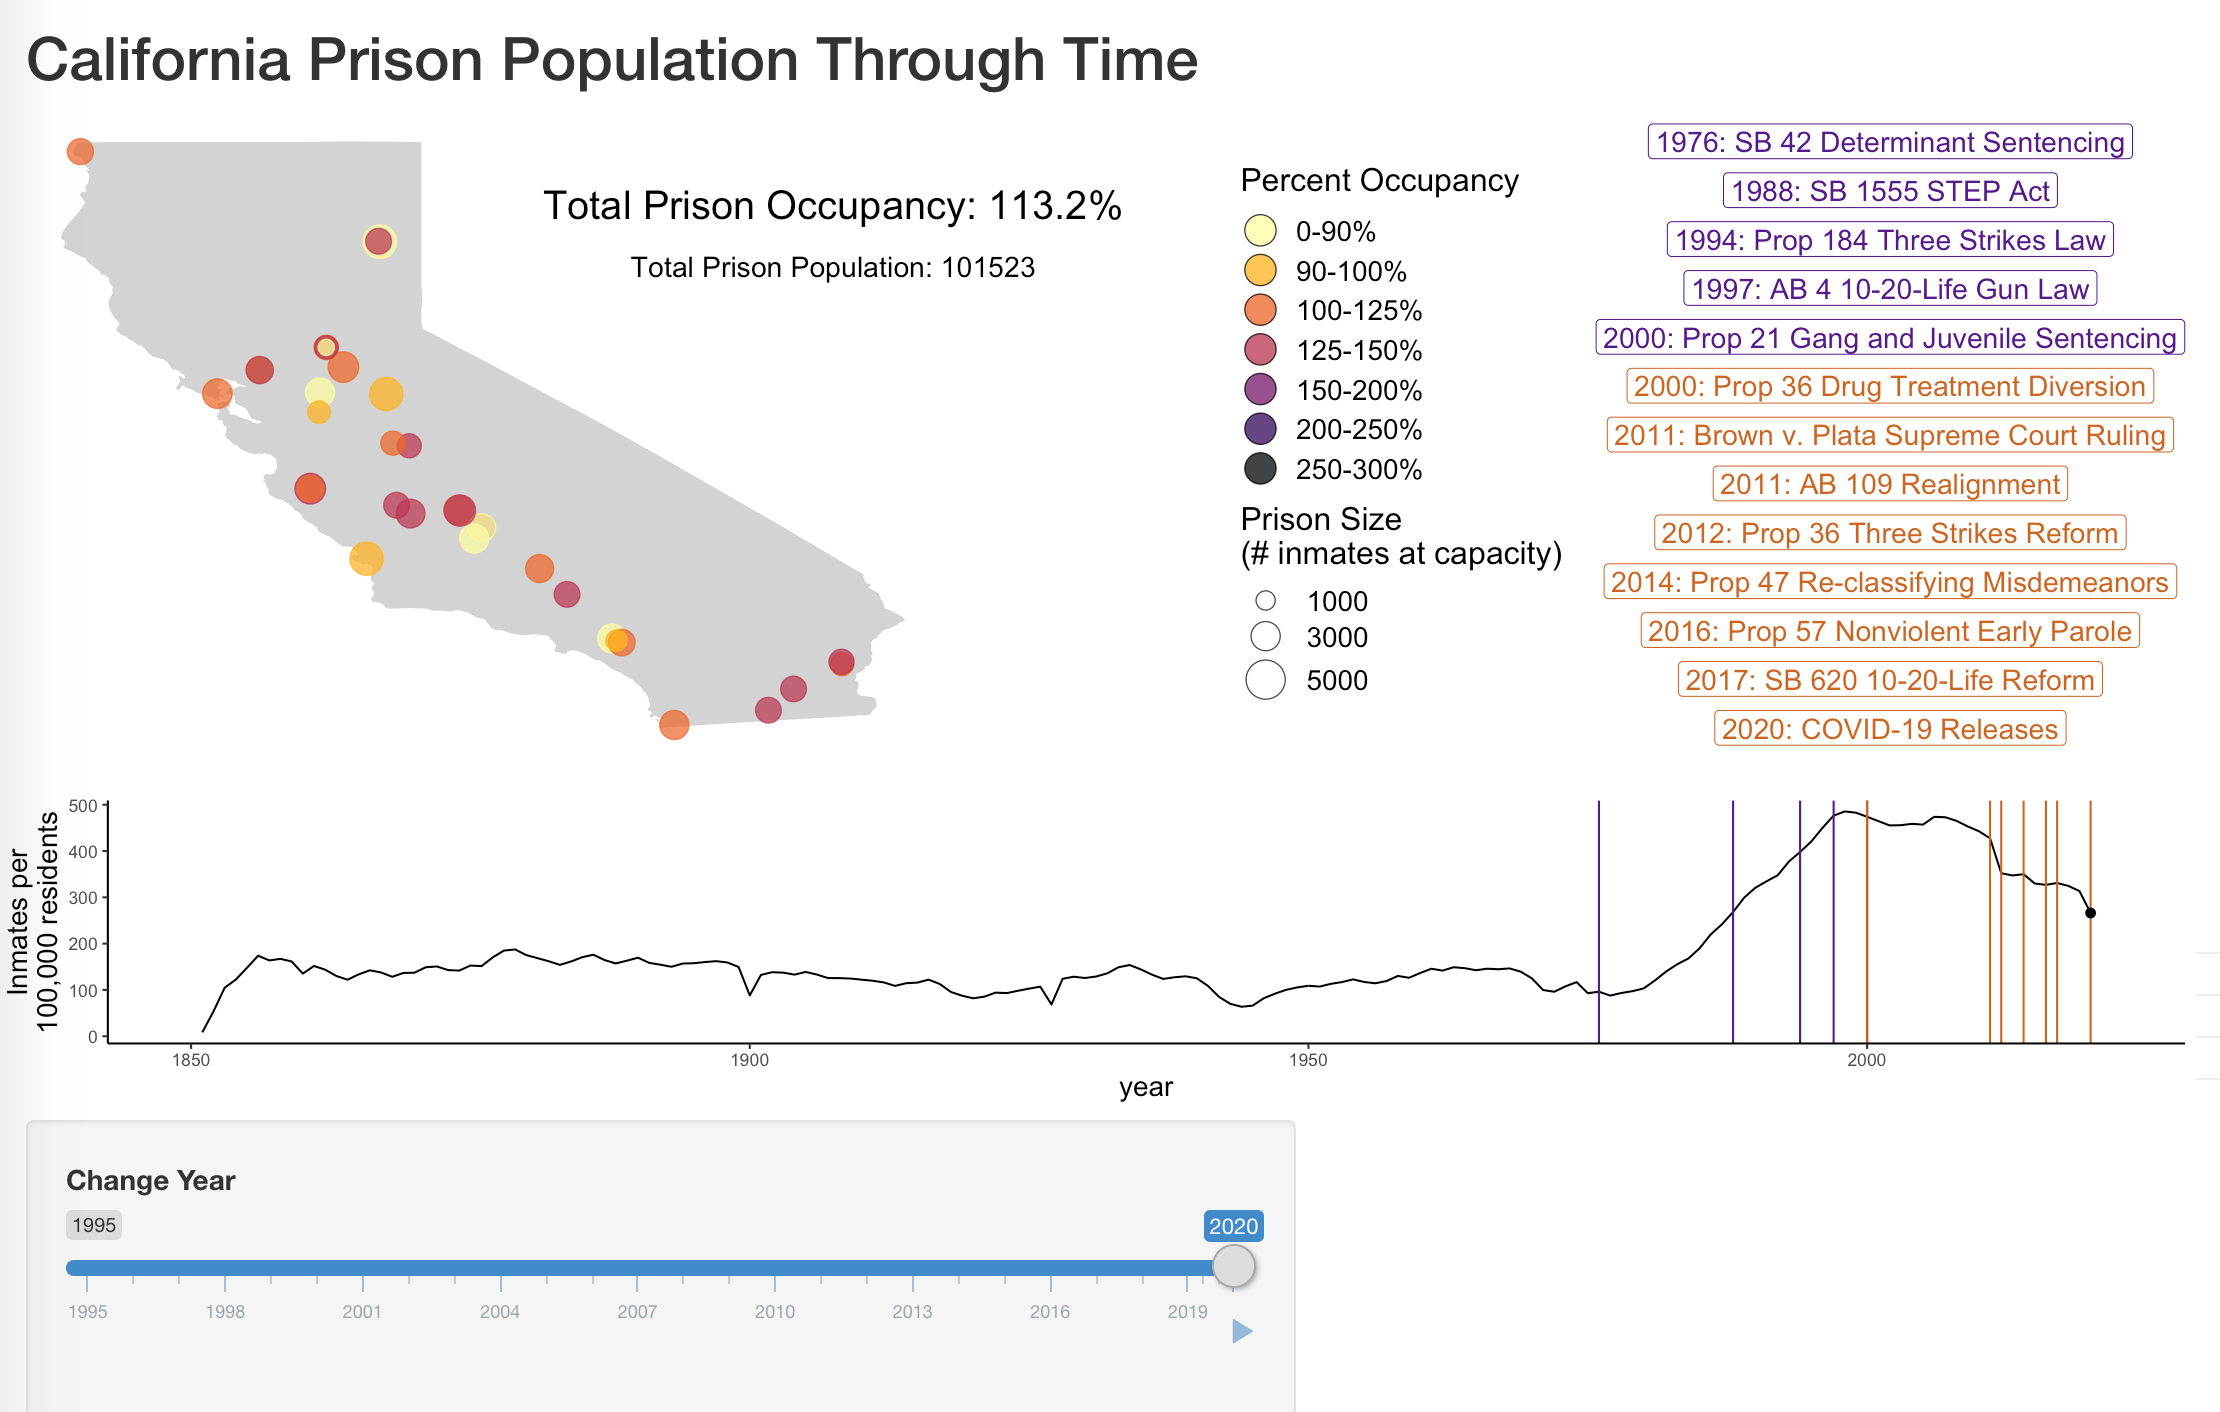 California Prison Population Through Time
Total Prison Occupancy: 113.2%
Total Prison Population: 101523
Percent Occupancy
0-90%
90-100%
100-125%
125-150%
150-200%
200-250%
250-300%
Prison Size
(# inmates at capacity)
1000
3000
5000
1976: SB 42 Determinant Sentencing
1988: SB 1555 STEP Act
1994: Prop 184 Three Strikes Law
1997: AB 4 10-20-Life Gun Law
2000: Prop 21 Gang and Juvenile Sentencing
2000: Prop 36 Drug Treatment Diversion
2011: Brown v. Plata Supreme Court Ruling
2011: AB 109 Realignment
2012: Prop 36 Three Strikes Reform
2014: Prop 47 Re-classifying Misdemeanors
2016: Prop 57 Nonviolent Early Parole
2017: SB 620 10-20-Life Reform
2020: COVID-19 Releases
Inmates per
100,000 residents
500
400
300
200
100
0
1850 1900 1950 2000
year
Change Year
1995 2020
1995 1998 2001 2004 2007 2010 2013 2016 2019